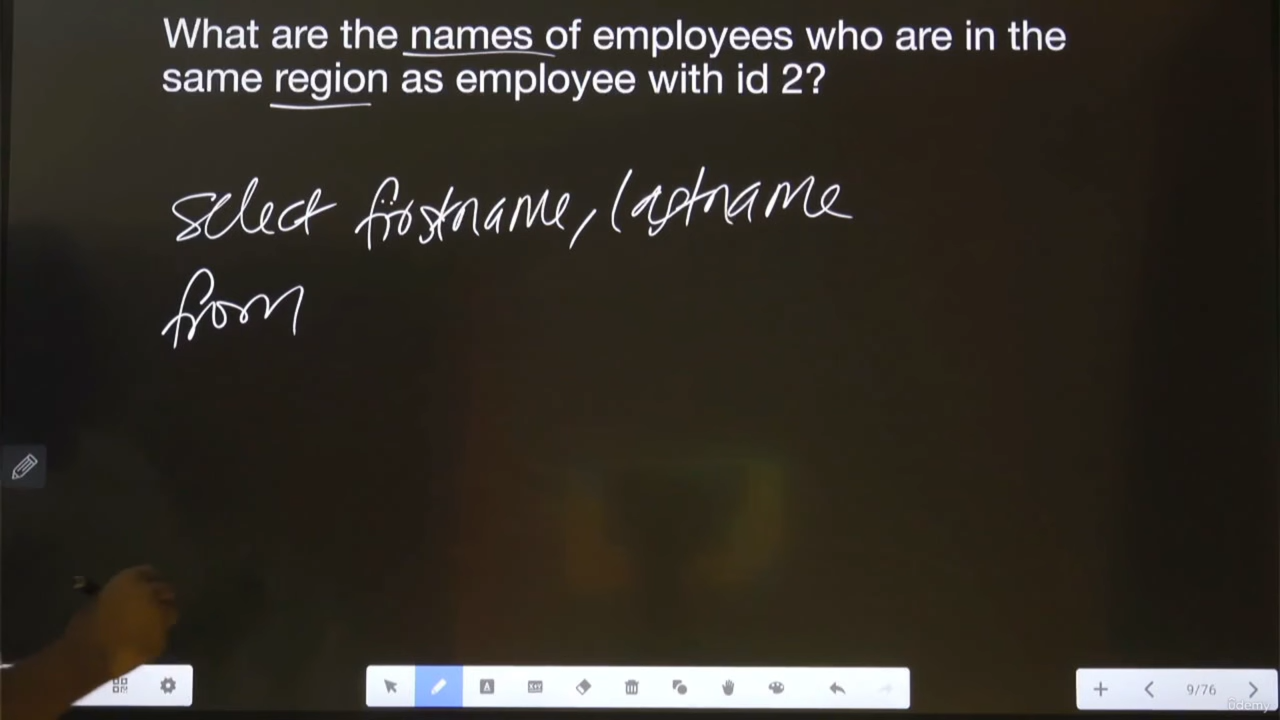 What are the names of employees who are in the
same region as employee with id 2?
select firstname, lastname
from
9/76
ûdemy